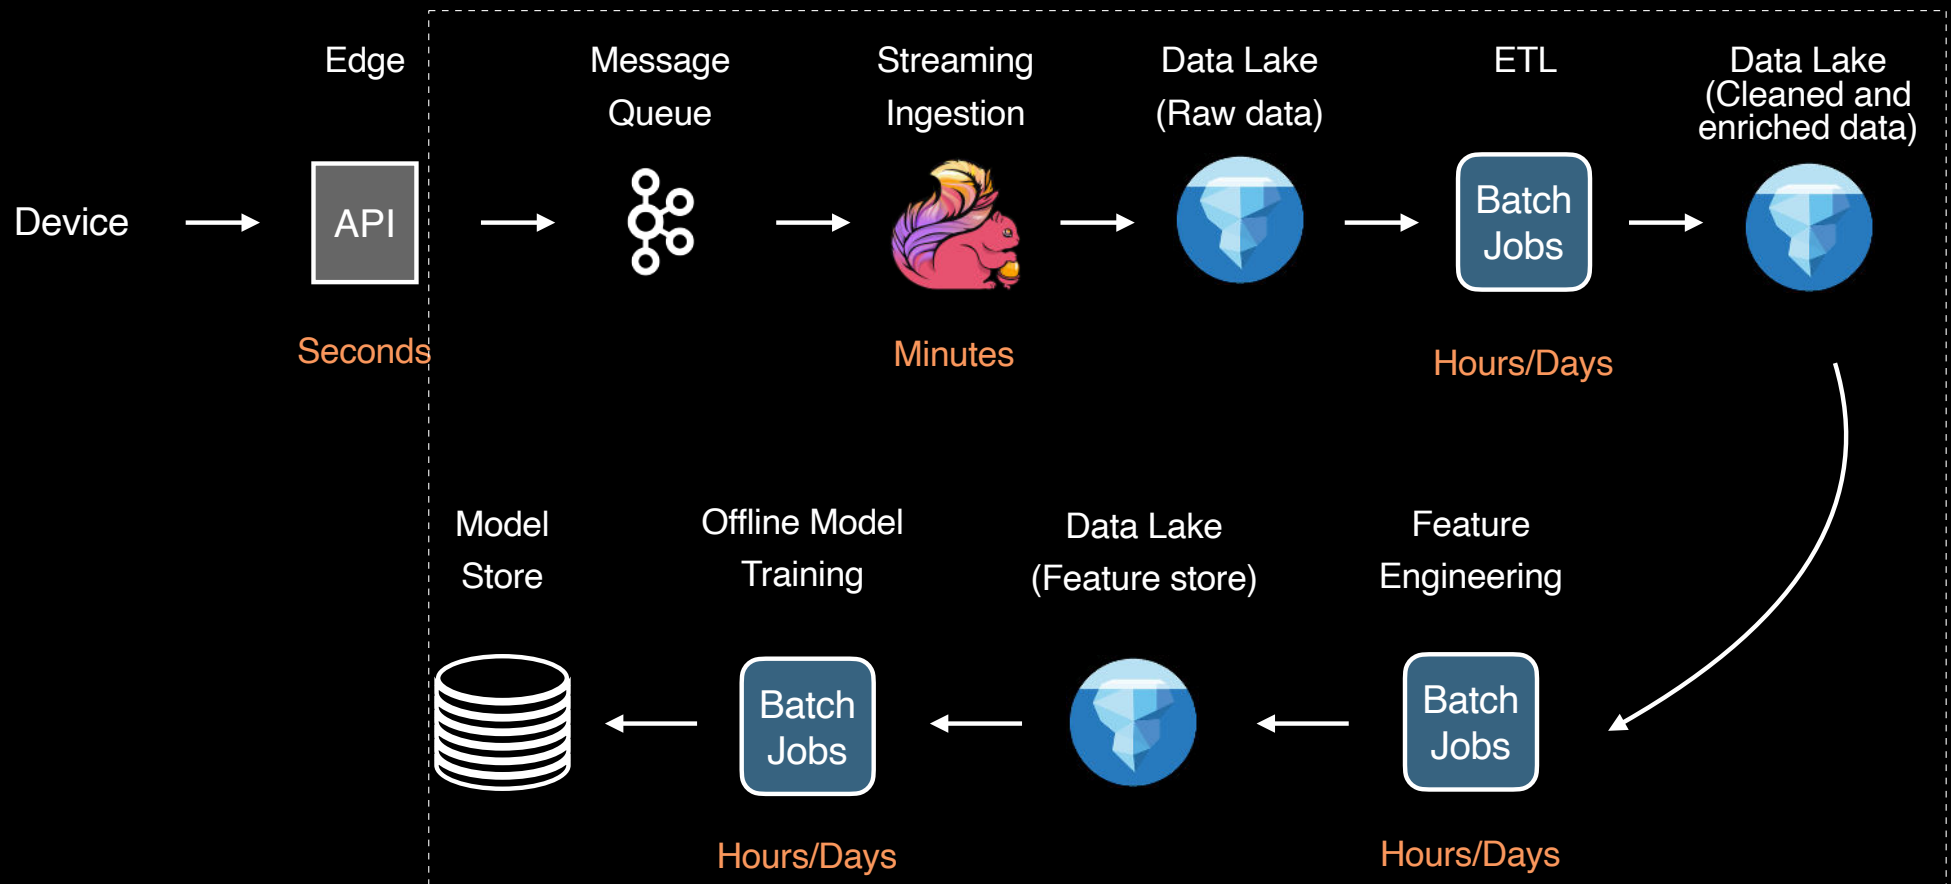 Edge
Message
Queue
Streaming
Ingestion
Data Lake
(Raw data)
ETL
Data Lake
(Cleaned and
enriched data)
Device
API
Batch
Jobs
Seconds
Minutes
Hours/Days
Model
Store
Offline Model
Training
Data Lake
(Feature store)
Feature
Engineering
Batch
Jobs
Batch
Jobs
Hours/Days
Hours/Days